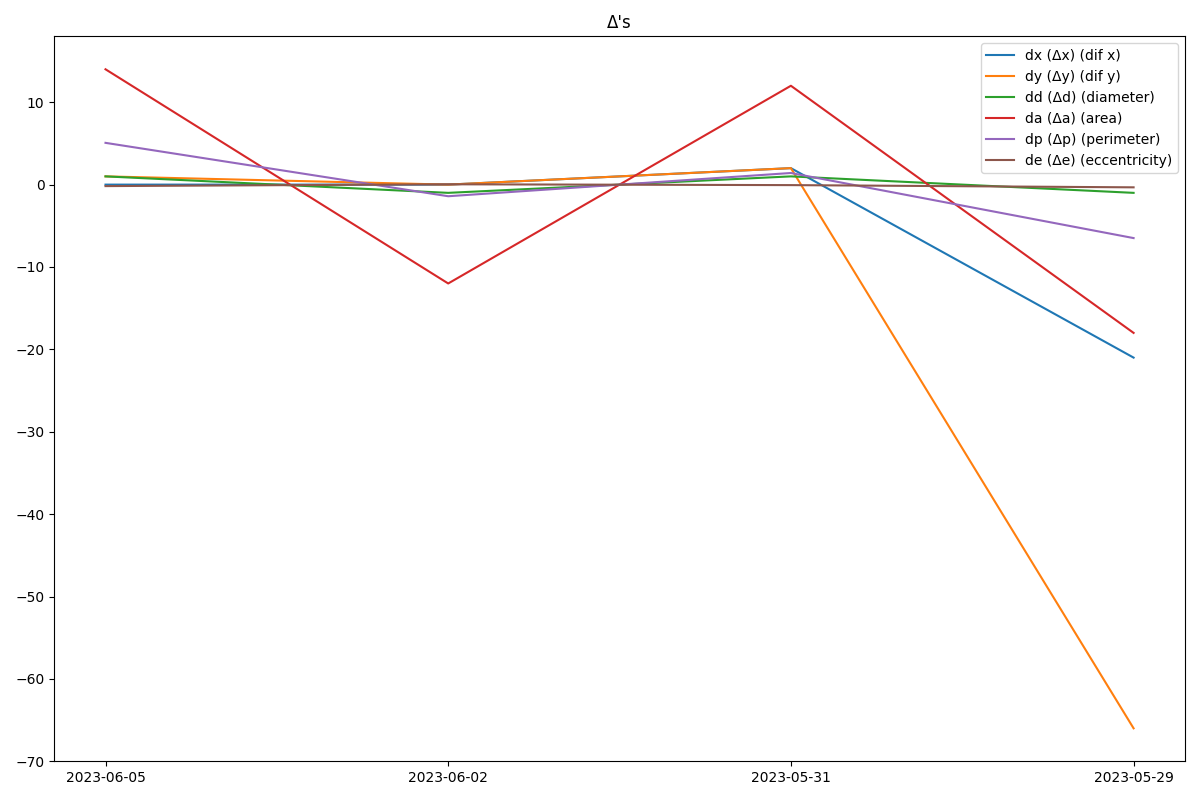 Δ's
dx (Δx) (dif x)
dy (Δy) (dif y)
dd (Δd) (diameter)
da (Δa) (area)
dp (Δp) (perimeter)
de (Δe) (eccentricity)
10
0
−10
−20
−30
−40
−50
−60
−70
2023-06-05 2023-06-02 2023-05-31 2023-05-29